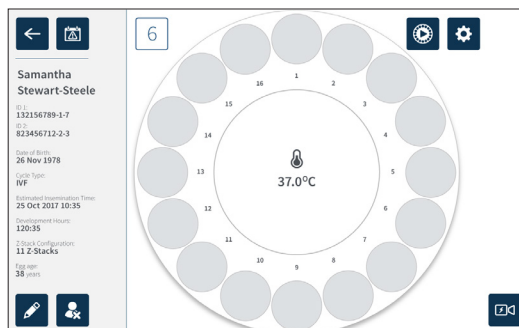 6
Samantha
Stewart-Steele
ID 1:
132156789-1-7
ID 2:
823456712-2-3
Date of Birth:
26 Nov 1978
Cycle Type:
IVF
Estimated Insemination Time:
25 Oct 2017 10:35
Development Hours:
120:35
Z-Stack Configuration:
11 Z-Stacks
Egg age:
38 years
1
2
3
4
5
6
7
8
9
10
11
12
13
14
15
16
37.0°C